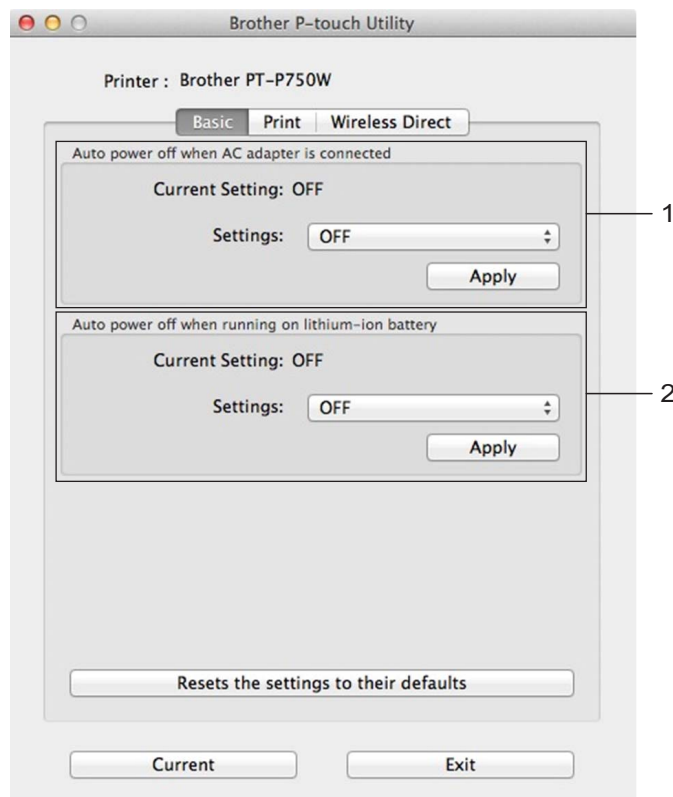 Brother P-touch Utility
Printer : Brother PT-P750W
Basic Print Wireless Direct
Auto power off when AC adapter is connected
Current Setting: OFF
1
Settings: OFF
Apply
Auto power off when running on lithium-ion battery
Current Setting: OFF
2
Settings: OFF
Apply
Resets the settings to their defaults
Current Exit